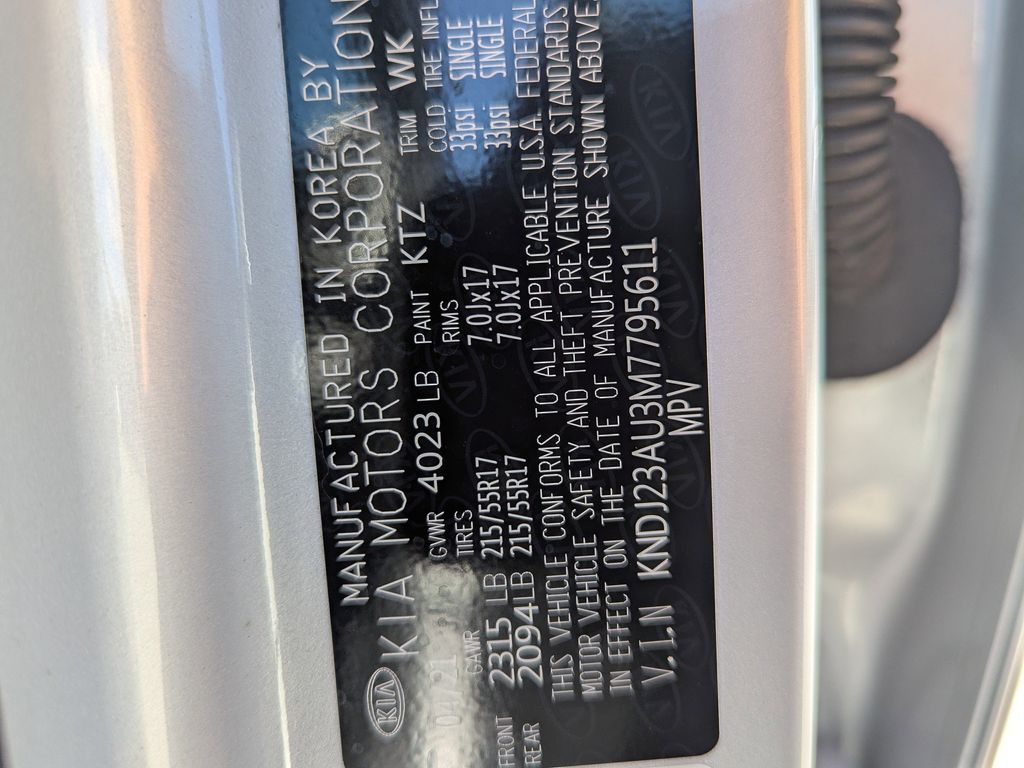 KIA
MANUFACTURED IN KOREA BY
KIA MOTORS CORPORATION
04/21 GVWR 4023 LB PAINT KTZ TRIM WK
GAWR TIRES RIMS COLD TIRE INFL
FRONT 2315 LB 215/55R17 7.0Jx17 33psi SINGLE
REAR 2094LB 215/55R17 7.0Jx17 33psi SINGLE
THIS VEHICLE CONFORMS TO ALL APPLICABLE U.S.A. FEDERAL
MOTOR VEHICLE SAFETY AND THEFT PREVENTION STANDARDS
IN EFFECT ON THE DATE OF MANUFACTURE SHOWN ABOVE.
V.I.N KNDJ23AU3M7795611
MPV